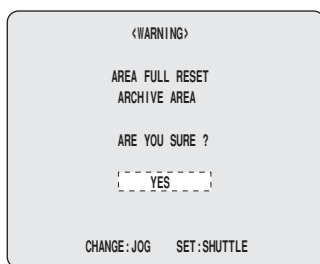 <WARNING>
AREA FULL RESET
ARCHIVE AREA
ARE YOU SURE ?
YES
CHANGE:JOG SET:SHUTTLE